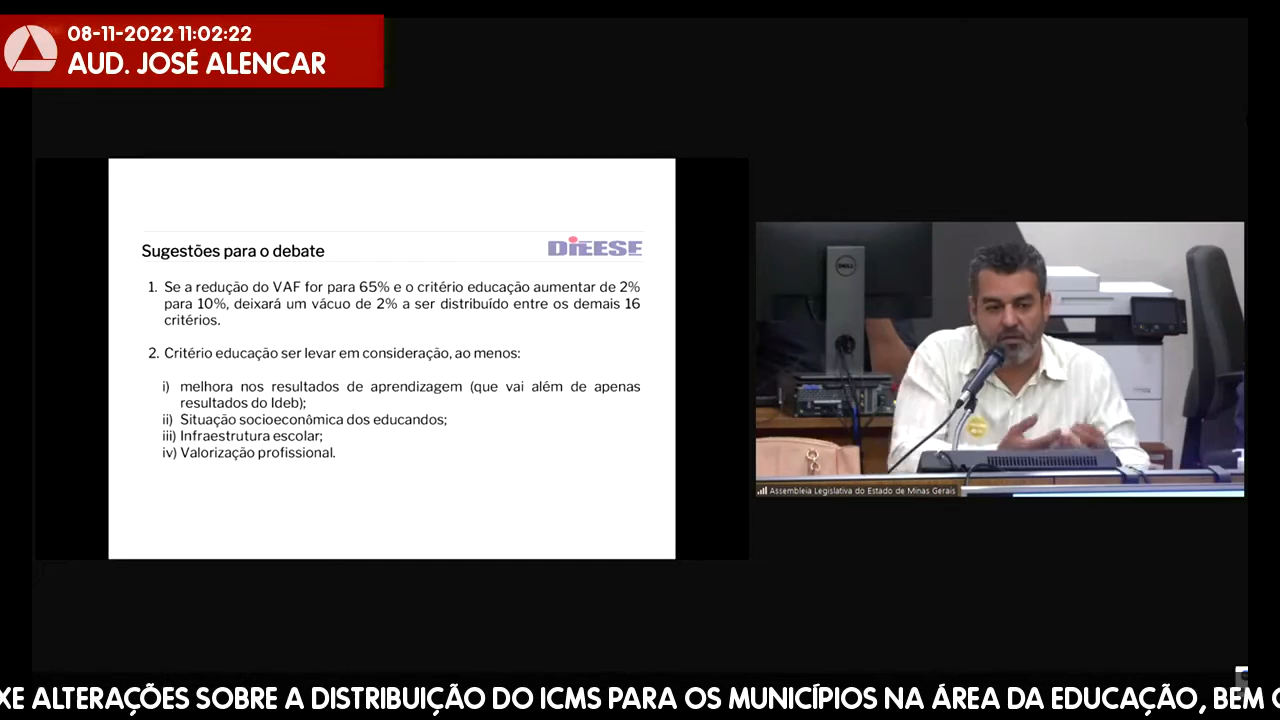 08-11-2022 11:02:22
AUD. JOSÉ ALENCAR
Sugestões para o debate
DIEESE
1. Se a redução do VAF for para 65% e o critério educação aumentar de 2%
para 10%, deixará um vácuo de 2% a ser distribuído entre os demais 16
critérios.
2. Critério educação ser levar em consideração, ao menos:
i) melhora nos resultados de aprendizagem (que vai além de apenas
resultados do Ideb);
ii) Situação socioeconômica dos educandos;
iii) Infraestrutura escolar;
iv) Valorização profissional.
DELL
Assembleia Legislativa do Estado de Minas Gerais
XE ALTERAÇÕES SOBRE A DISTRIBUIÇÃO DO ICMS PARA OS MUNICÍPIOS NA ÁREA DA EDUCAÇÃO, BEM